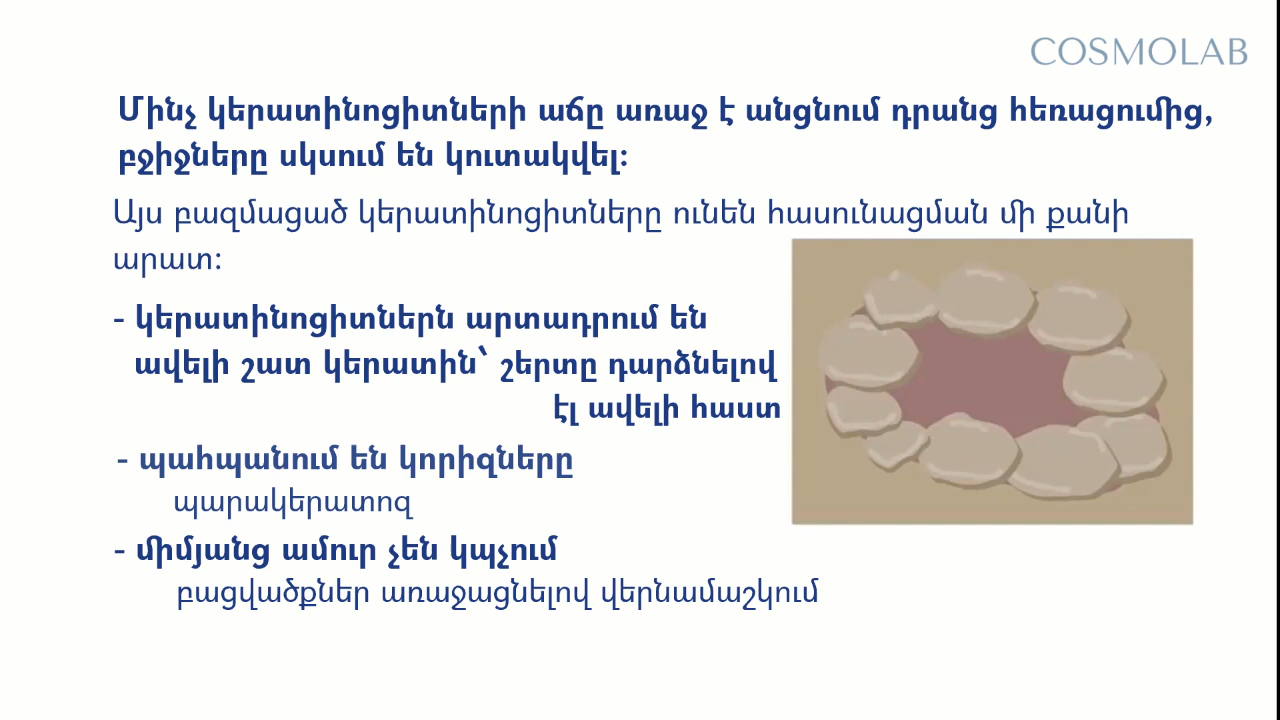 COSMOLAB
Մինչ կերատինոցիտների աճը առաջ է անցնում դրանց հեռացումից,
բջիջները սկսում են կուտակվել:
Այս բազմացած կերատինոցիտները ունեն հասունացման մի քանի
արատ:
- կերատինոցիտներն արտադրում են
ավելի շատ կերատին՝ շերտը դարձնելով
էլ ավելի հաստ
- պահպանում են կորիզները
պարակերատոզ
- միմյանց ամուր չեն կպչում
բացվածքներ առաջացնելով վերնամաշկում